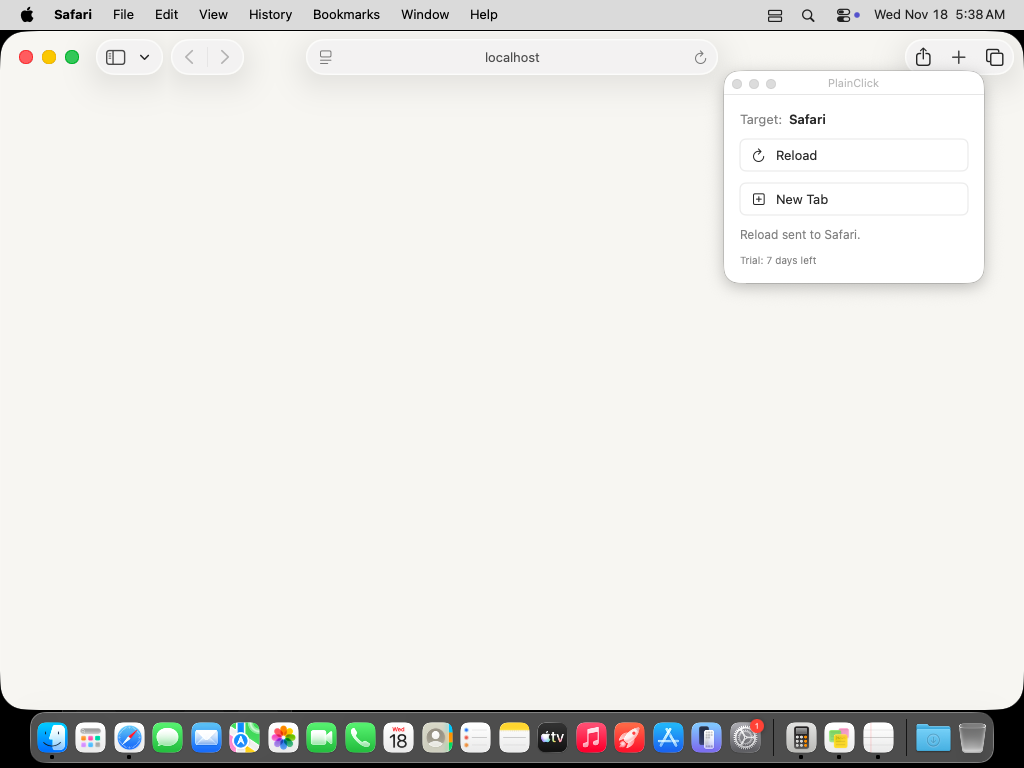 Safari File Edit View History Bookmarks Window Help Wed Nov 18 5:38 AM
localhost
PlainClick
Target: Safari
Reload
New Tab
Reload sent to Safari.
Trial: 7 days left
Wed
18
tv
1